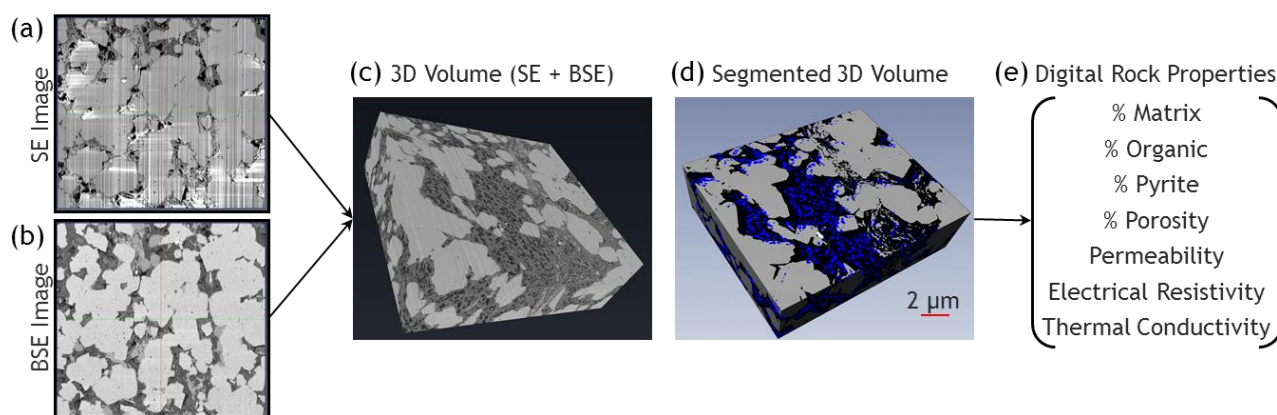 (a)
SE Image
(b)
BSE Image
(c) 3D Volume (SE + BSE)
(d) Segmented 3D Volume
2 µm
(e) Digital Rock Properties
% Matrix
% Organic
% Pyrite
% Porosity
Permeability
Electrical Resistivity
Thermal Conductivity